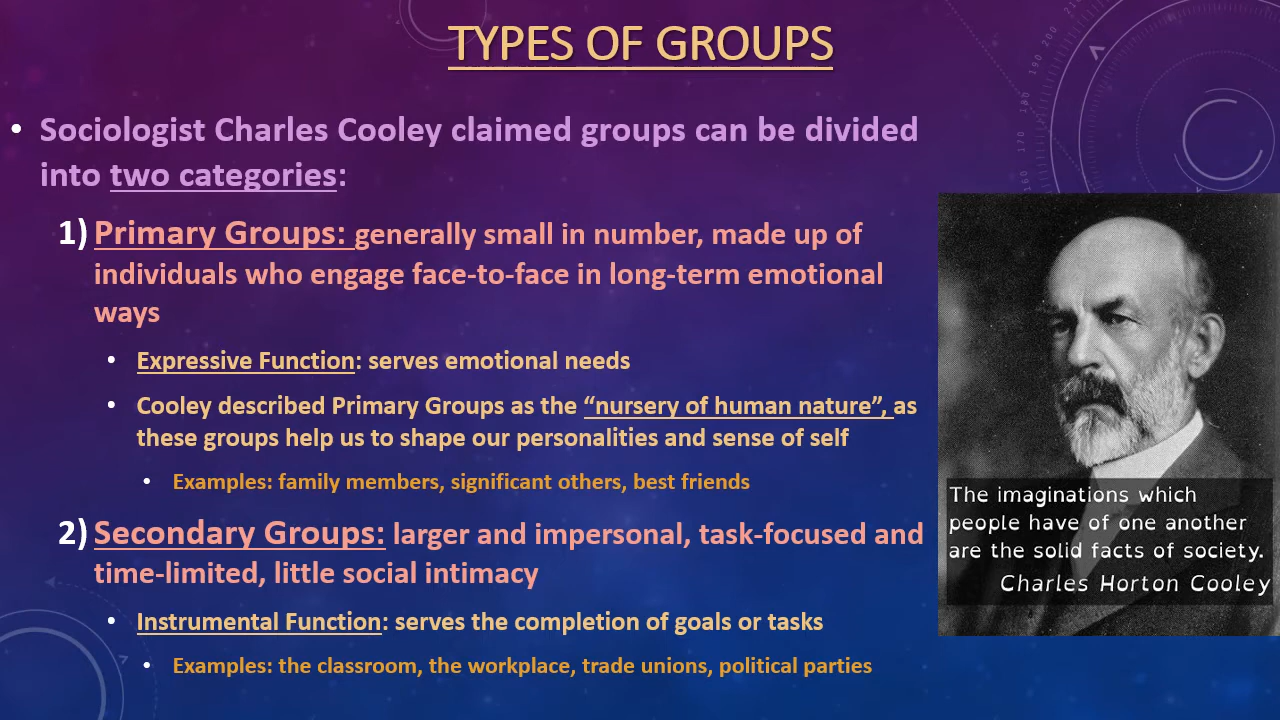 TYPES OF GROUPS
• Sociologist Charles Cooley claimed groups can be divided
into two categories:
1) Primary Groups: generally small in number, made up of
individuals who engage face-to-face in long-term emotional
ways
• Expressive Function: serves emotional needs
• Cooley described Primary Groups as the “nursery of human nature”, as
these groups help us to shape our personalities and sense of self
• Examples: family members, significant others, best friends
2) Secondary Groups: larger and impersonal, task-focused and
time-limited, little social intimacy
• Instrumental Function: serves the completion of goals or tasks
• Examples: the classroom, the workplace, trade unions, political parties
The imaginations which
people have of one another
are the solid facts of society.
Charles Horton Cooley
160
170
180
190
200